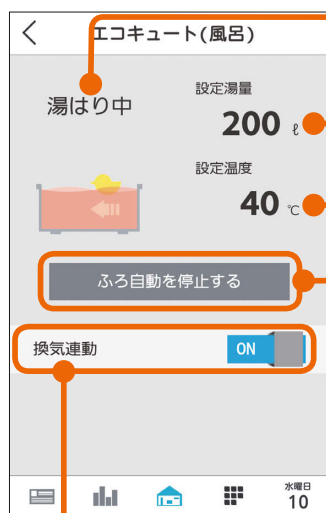 エコキュート(風呂)
湯はり中
設定湯量
200 ℓ
設定温度
40 ℃
ふろ自動を停止する
換気連動
ON
水曜日
10